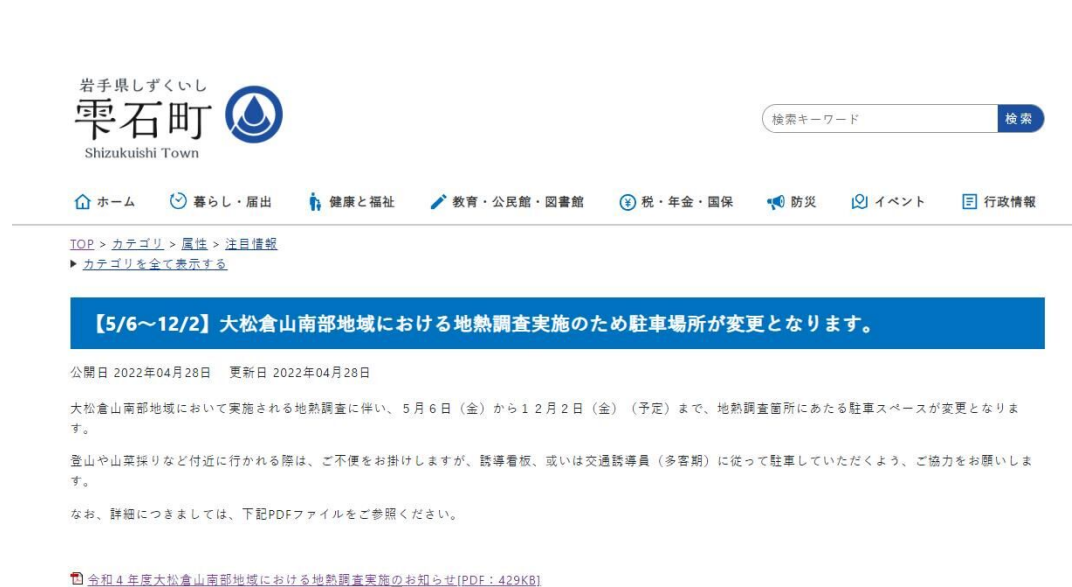 岩手県しずくいし
雫石町
Shizukuishi Town
検索キーワード 検索
ホーム 暮らし・届出 健康と福祉 教育・公民館・図書館 税・年金・国保 防災 イベント 行政情報
TOP > カテゴリ > 属性 > 注目情報
▶ カテゴリを全て表示する
【5/6～12/2】大松倉山南部地域における地熱調査実施のため駐車場所が変更となります。
公開日 2022年04月28日 更新日 2022年04月28日
大松倉山南部地域において実施される地熱調査に伴い、５月６日（金）から１２月２日（金）（予定）まで、地熱調査箇所にあたる駐車スペースが変更となりま
す。
登山や山菜採りなど付近に行かれる際は、ご不便をお掛けしますが、誘導看板、或いは交通誘導員（多客期）に従って駐車していただくよう、ご協力をお願いしま
す。
なお、詳細につきましては、下記PDFファイルをご参照ください。
令和４年度大松倉山南部地域における地熱調査実施のお知らせ[PDF：429KB]